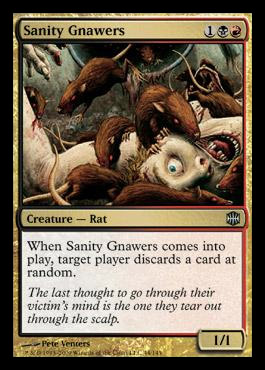 Sanity Gnawers 1
Creature — Rat
When Sanity Gnawers comes into
play, target player discards a card at
random.
The last thought to go through their
victim's mind is the one they tear out
through the scalp.
Pete Venters
1/1